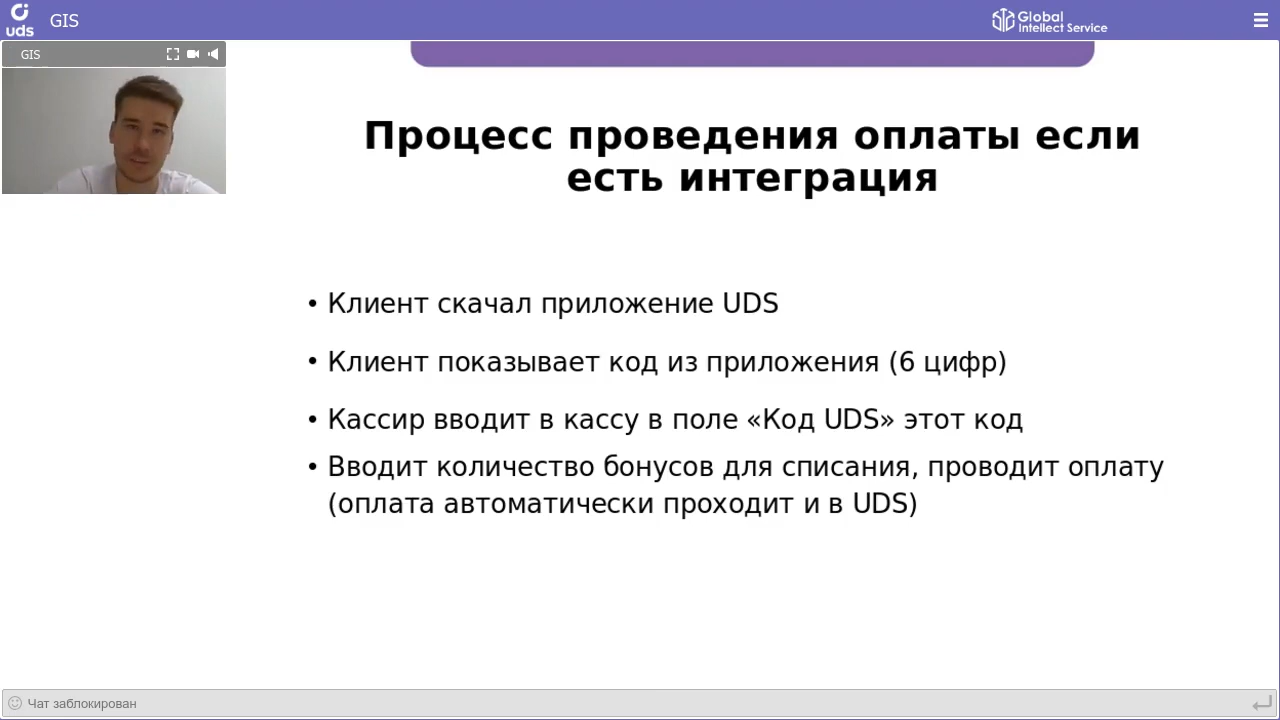 uds
GIS
Global
Intellect Service
GIS
Процесс проведения оплаты если
есть интеграция
• Клиент скачал приложение UDS
• Клиент показывает код из приложения (6 цифр)
• Кассир вводит в кассу в поле «Код UDS» этот код
• Вводит количество бонусов для списания, проводит оплату
(оплата автоматически проходит и в UDS)
Чат заблокирован